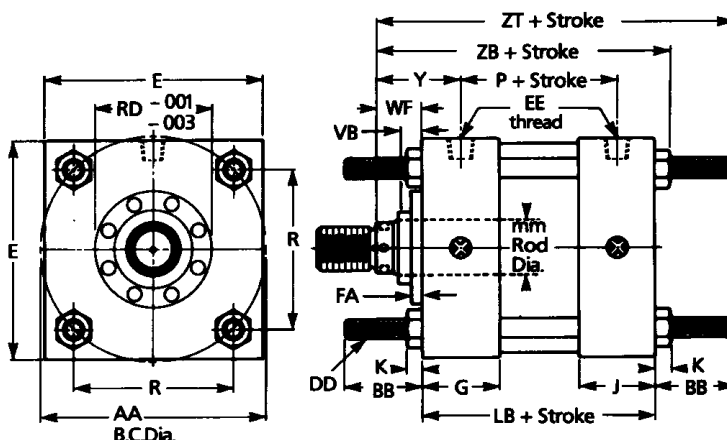 ZT + Stroke
ZB + Stroke
E
Y
P + Stroke
RD -.001
-.003
WF
EE
thread
VB
E
R
mm
Rod
Dia.
R
FA
K
K
DD
BB
G
J
BB
R
AA
B.C.Dia.
LB + Stroke